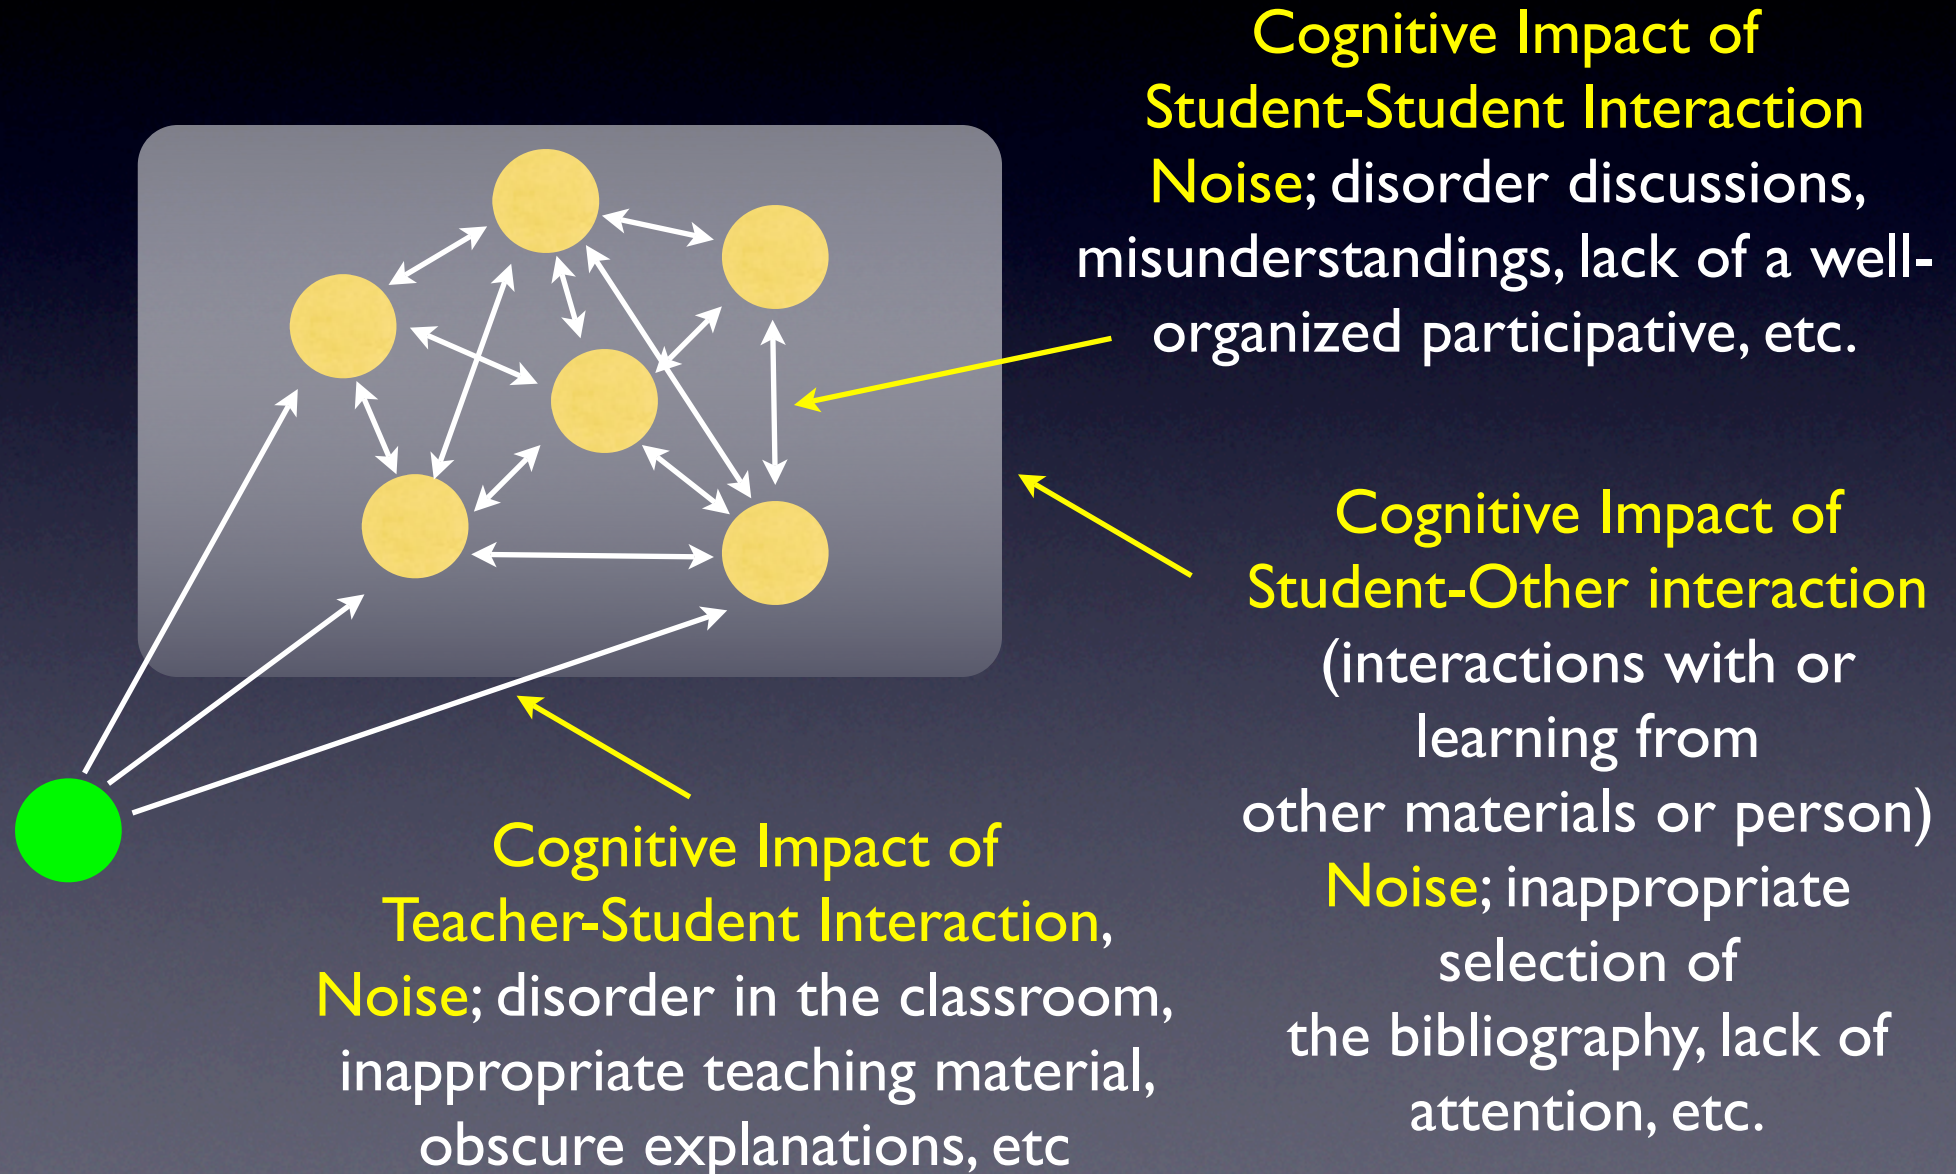 Cognitive Impact of
Student-Student Interaction
Noise; disorder discussions,
misunderstandings, lack of a well-
organized participative, etc.
Cognitive Impact of
Student-Other interaction
(interactions with or
learning from
other materials or person)
Noise; inappropriate
selection of
the bibliography, lack of
attention, etc.
Cognitive Impact of
Teacher-Student Interaction,
Noise; disorder in the classroom,
inappropriate teaching material,
obscure explanations, etc